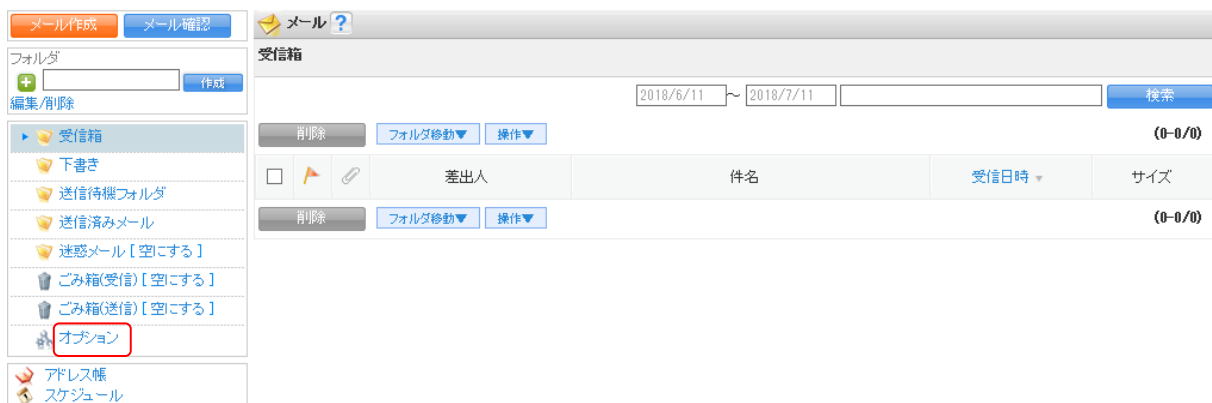 メール作成 メール確認
フォルダ
作成
編集/削除
受信箱
下書き
送信待機フォルダ
送信済みメール
迷惑メール [ 空にする ]
ごみ箱(受信) [ 空にする ]
ごみ箱(送信) [ 空にする ]
オプション
アドレス帳
スケジュール
メール ?
受信箱
2018/6/11 ～ 2018/7/11 検索
削除 フォルダ移動▼ 操作▼ (0-0/0)
差出人 件名 受信日時 ▼ サイズ
削除 フォルダ移動▼ 操作▼ (0-0/0)